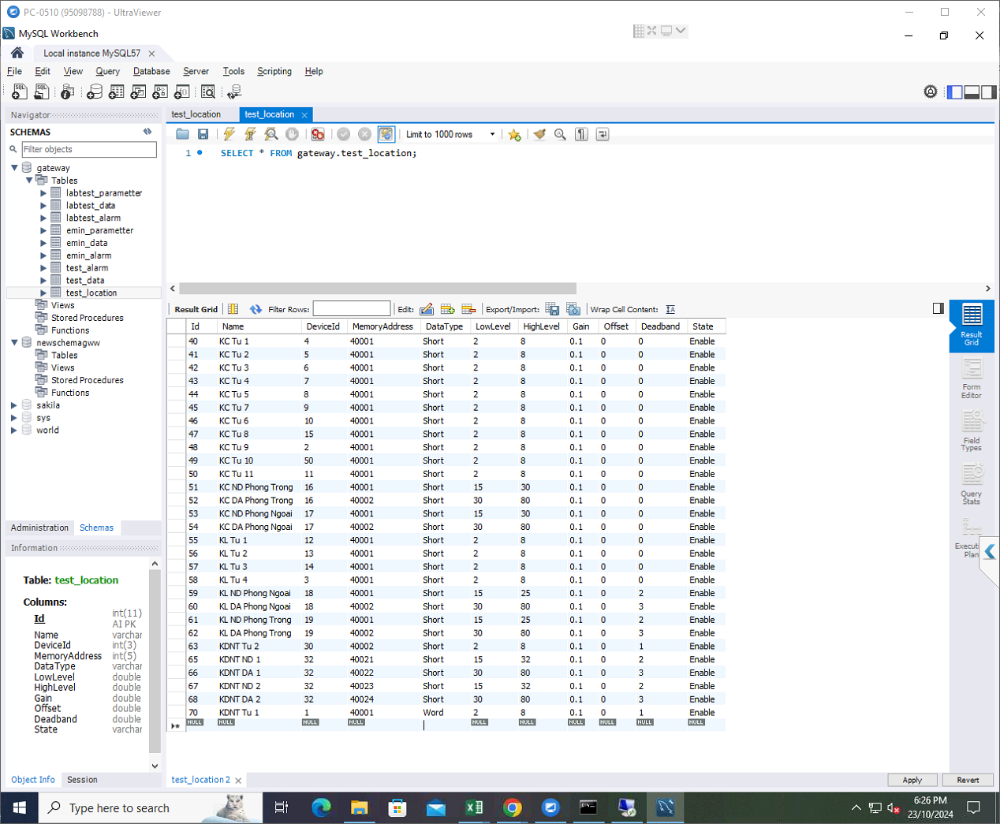 PC-0510 (95098788) - UltraViewer
MySQL Workbench
Local instance MySQL57
File Edit View Query Database Server Tools Scripting Help
Navigator
test_location test_location
SCHEMAS
Limit to 1000 rows
Filter objects
1 SELECT * FROM gateway.test_location;
gateway
Tables
labtest_parametter
labtest_data
labtest_alarm
emin_parametter
emin_data
emin_alarm
test_alarm
test_data
test_location
Views
Stored Procedures
Functions
newschemagww
Tables
Views
Stored Procedures
Functions
sakila
sys
world
Administration Schemas
Information
Table: test_location
Columns:
Id int(11) AI PK
Name varchar
DeviceId int(3)
MemoryAddress int(5)
DataType varchar
LowLevel double
HighLevel double
Gain double
Offset double
Deadband double
State varchar
Object Info Session
Result Grid Filter Rows: Edit: Export/Import: Wrap Cell Content:
Id Name DeviceId MemoryAddress DataType LowLevel HighLevel Gain Offset Deadband State
40 KC Tu 1 4 40001 Short 2 8 0.1 0 0 Enable
41 KC Tu 2 5 40001 Short 2 8 0.1 0 0 Enable
42 KC Tu 3 6 40001 Short 2 8 0.1 0 0 Enable
43 KC Tu 4 7 40001 Short 2 8 0.1 0 0 Enable
44 KC Tu 5 8 40001 Short 2 8 0.1 0 0 Enable
45 KC Tu 7 9 40001 Short 2 8 0.1 0 0 Enable
46 KC Tu 6 10 40001 Short 2 8 0.1 0 0 Enable
47 KC Tu 8 15 40001 Short 2 8 0.1 0 0 Enable
48 KC Tu 9 2 40001 Short 2 8 0.1 0 0 Enable
49 KC Tu 10 50 40001 Short 2 8 0.1 0 0 Enable
50 KC Tu 11 11 40001 Short 2 8 0.1 0 0 Enable
51 KC ND Phong Trong 16 40001 Short 15 30 0.1 0 0 Enable
52 KC DA Phong Trong 16 40002 Short 30 80 0.1 0 0 Enable
53 KC ND Phong Ngoai 17 40001 Short 15 30 0.1 0 0 Enable
54 KC DA Phong Ngoai 17 40002 Short 30 80 0.1 0 0 Enable
55 KL Tu 1 12 40001 Short 2 8 0.1 0 0 Enable
56 KL Tu 2 13 40001 Short 2 8 0.1 0 0 Enable
57 KL Tu 3 14 40001 Short 2 8 0.1 0 0 Enable
58 KL Tu 4 3 40001 Short 2 8 0.1 0 0 Enable
59 KL ND Phong Ngoai 18 40001 Short 15 25 0.1 0 2 Enable
60 KL DA Phong Ngoai 18 40002 Short 30 80 0.1 0 3 Enable
61 KL ND Phong Trong 19 40001 Short 15 25 0.1 0 2 Enable
62 KL DA Phong Trong 19 40002 Short 30 80 0.1 0 3 Enable
63 KDNT Tu 2 30 40002 Short 2 8 0.1 0 1 Enable
65 KDNT ND 1 32 40021 Short 15 32 0.1 0 2 Enable
66 KDNT DA 1 32 40022 Short 30 80 0.1 0 3 Enable
67 KDNT ND 2 32 40023 Short 15 32 0.1 0 2 Enable
68 KDNT DA 2 32 40024 Short 30 80 0.1 0 3 Enable
70 KDNT Tu 1 1 40001 Word 2 8 0.1 0 1 Enable
NULL NULL NULL NULL NULL NULL NULL NULL NULL NULL
Result Grid
Form Editor
Field Types
Query Stats
Plan
test_location 2
Apply Revert
Type here to search
6:26 PM
23/10/2024